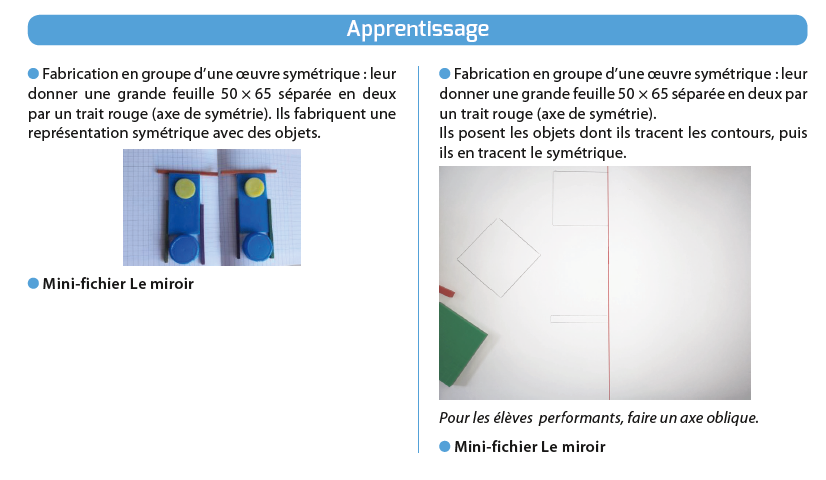 Apprentissage
● Fabrication en groupe d'une œuvre symétrique : leur
donner une grande feuille 50 × 65 séparée en deux
par un trait rouge (axe de symétrie). Ils fabriquent une
représentation symétrique avec des objets.
● Mini-fichier Le miroir
● Fabrication en groupe d'une œuvre symétrique : leur
donner une grande feuille 50 × 65 séparée en deux par
un trait rouge (axe de symétrie).
Ils posent les objets dont ils tracent les contours, puis
ils en tracent le symétrique.
Pour les élèves performants, faire un axe oblique.
● Mini-fichier Le miroir